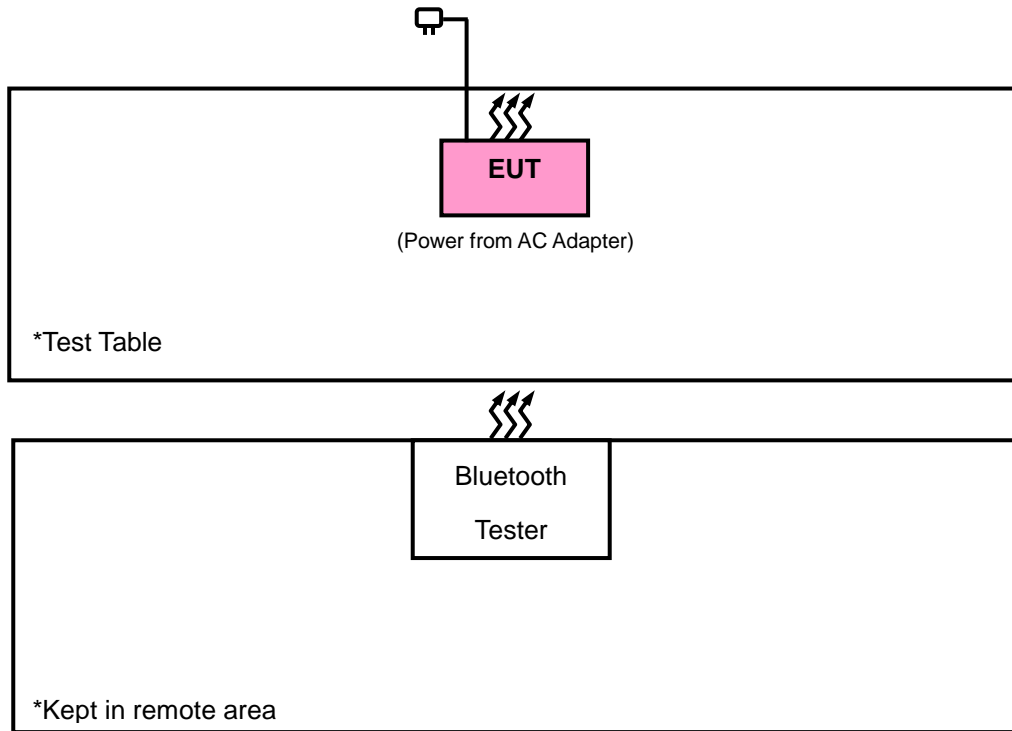 EUT
(Power from AC Adapter)
*Test Table
Bluetooth
Tester
*Kept in remote area